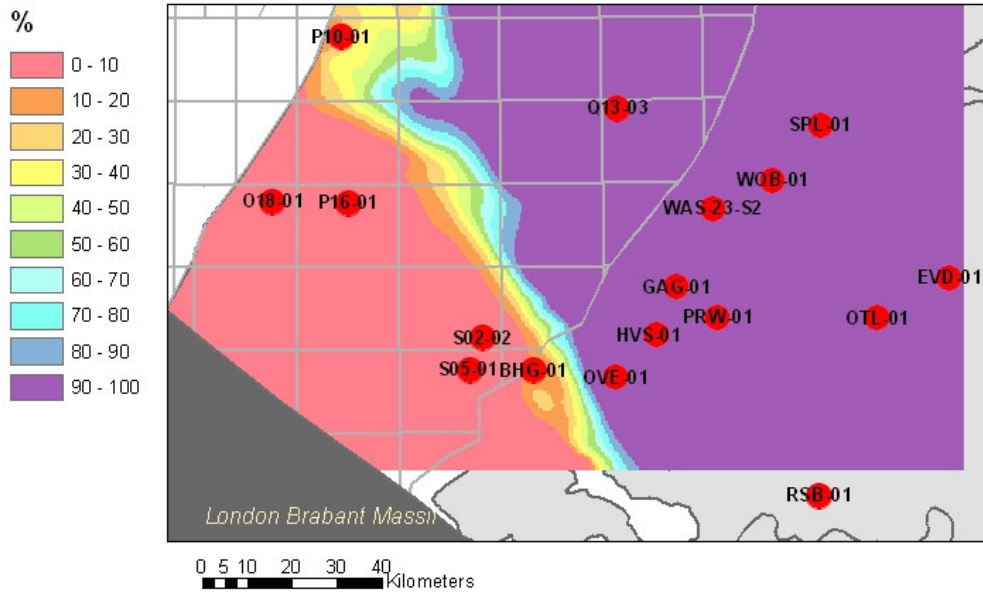 %
0 - 10
10 - 20
20 - 30
30 - 40
40 - 50
50 - 60
60 - 70
70 - 80
80 - 90
90 - 100
P10-01
Q13-03
SPL-01
WOB-01
O18-01
P16-01
WAS-23-S2
EVD-01
GAG-01
PRW-01
OTL-01
HVS-01
S02-02
S05-01
BHG-01
OVE-01
RSB-01
London Brabant Massif
0 5 10 20 30 40
Kilometers